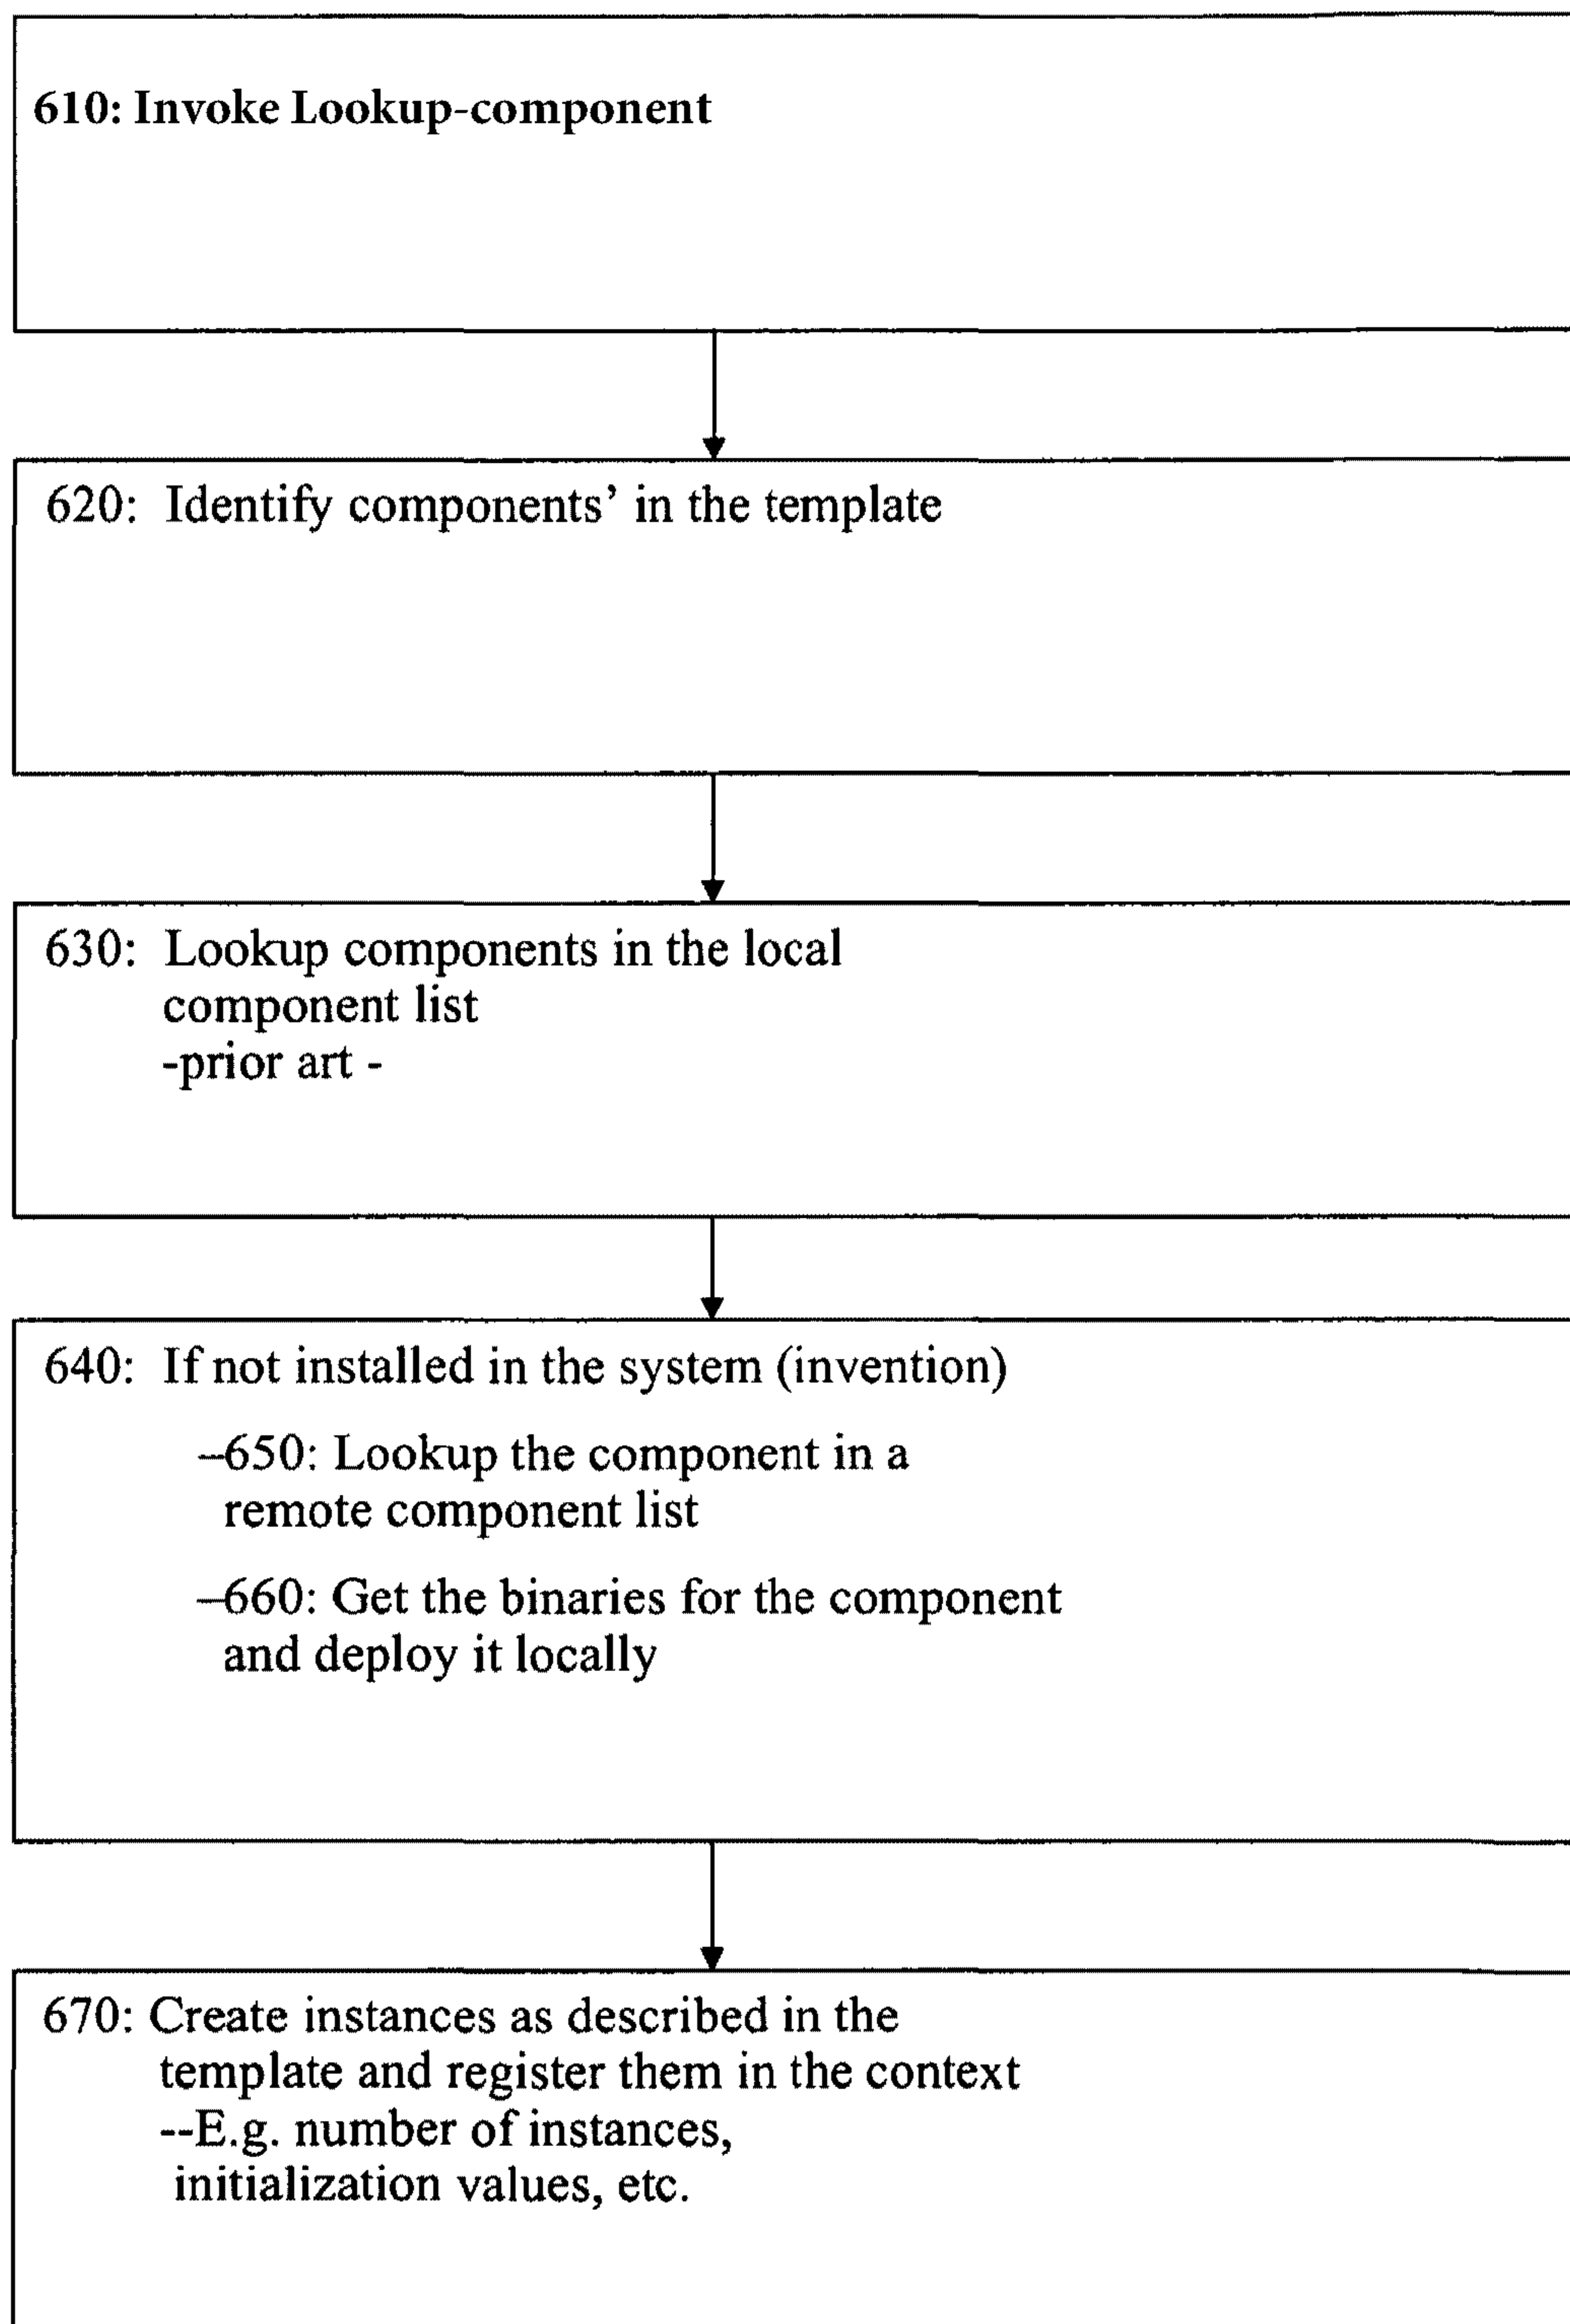 610: Invoke Lookup-component
620: Identify components’ in the template
630: Lookup components in the local
component list
-prior art -
640: If not installed in the system (invention)
–650: Lookup the component in a
remote component list
–660: Get the binaries for the component
and deploy it locally
670: Create instances as described in the
template and register them in the context
--E.g. number of instances,
initialization values, etc.